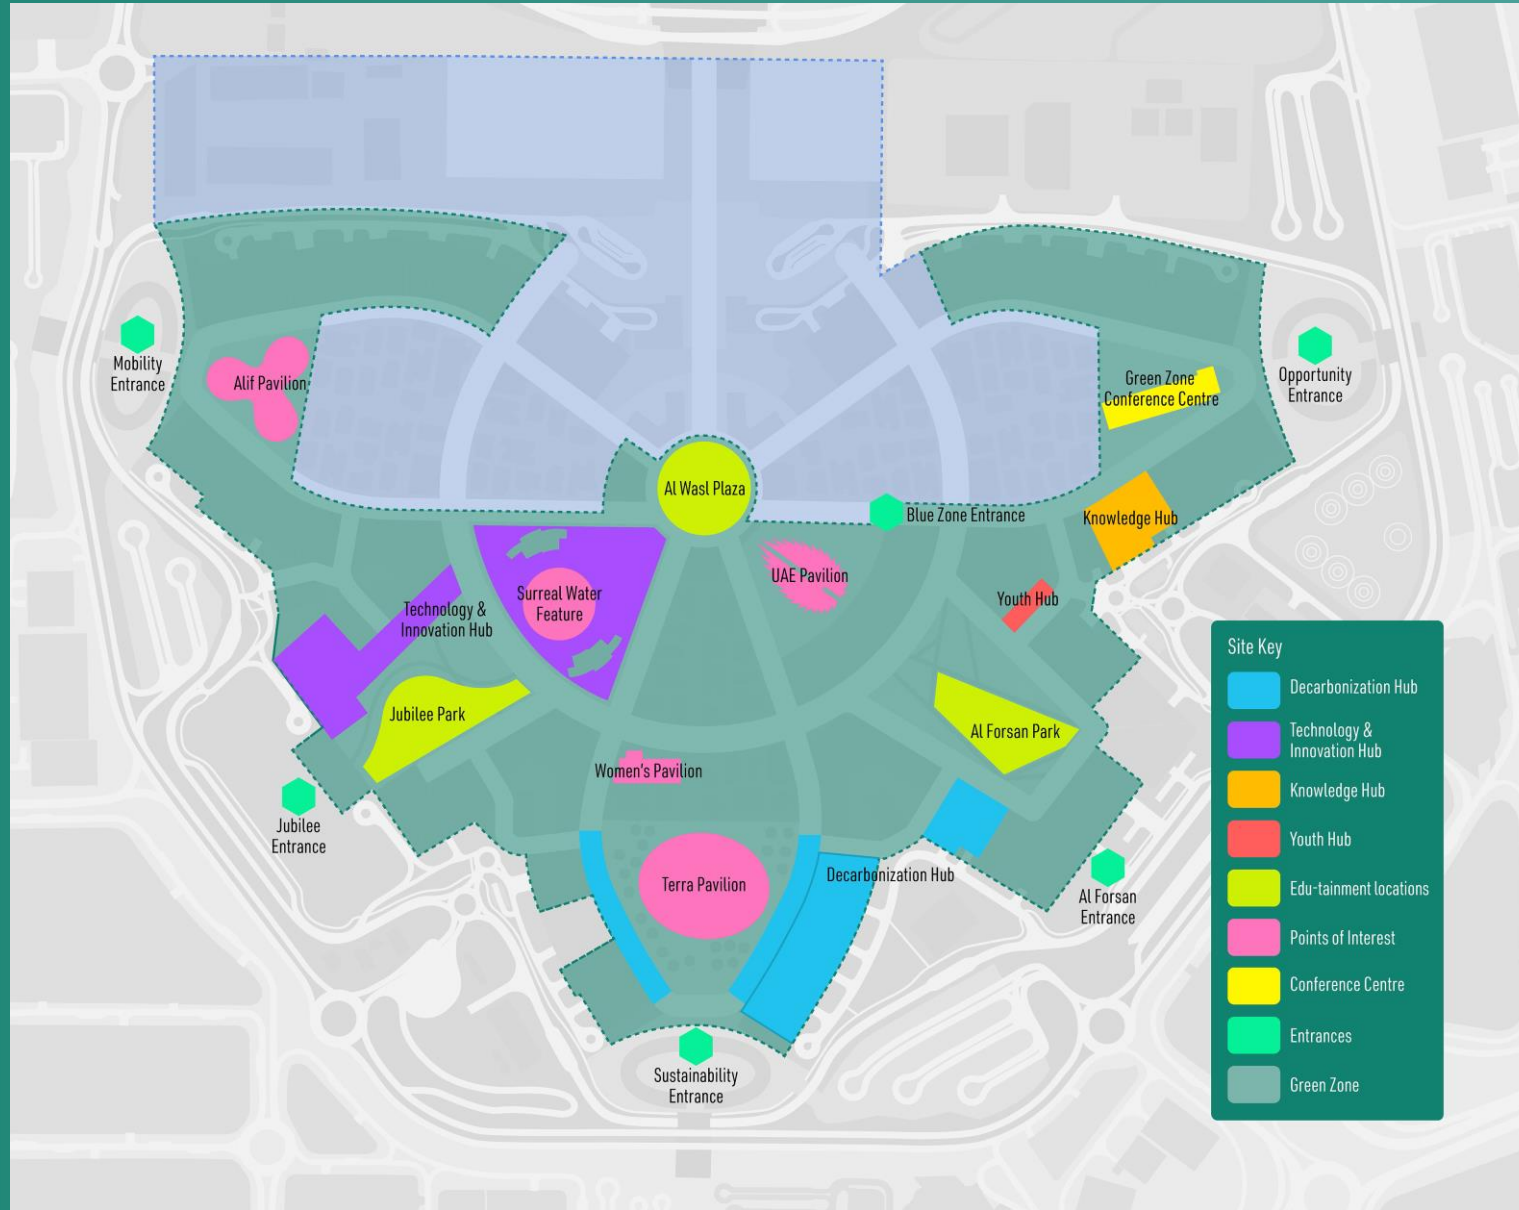 Mobility
Entrance
Alif Pavilion
Green Zone
Conference Centre
Opportunity
Entrance
Al Wasl Plaza
Blue Zone Entrance
Knowledge Hub
UAE Pavilion
Surreal Water
Feature
Technology &
Innovation Hub
Youth Hub
Jubilee Park
Al Forsan Park
Women's Pavilion
Jubilee
Entrance
Terra Pavilion
Decarbonization Hub
Al Forsan
Entrance
Sustainability
Entrance
Site Key
Decarbonization Hub
Technology &
Innovation Hub
Knowledge Hub
Youth Hub
Edu-tainment locations
Points of Interest
Conference Centre
Entrances
Green Zone